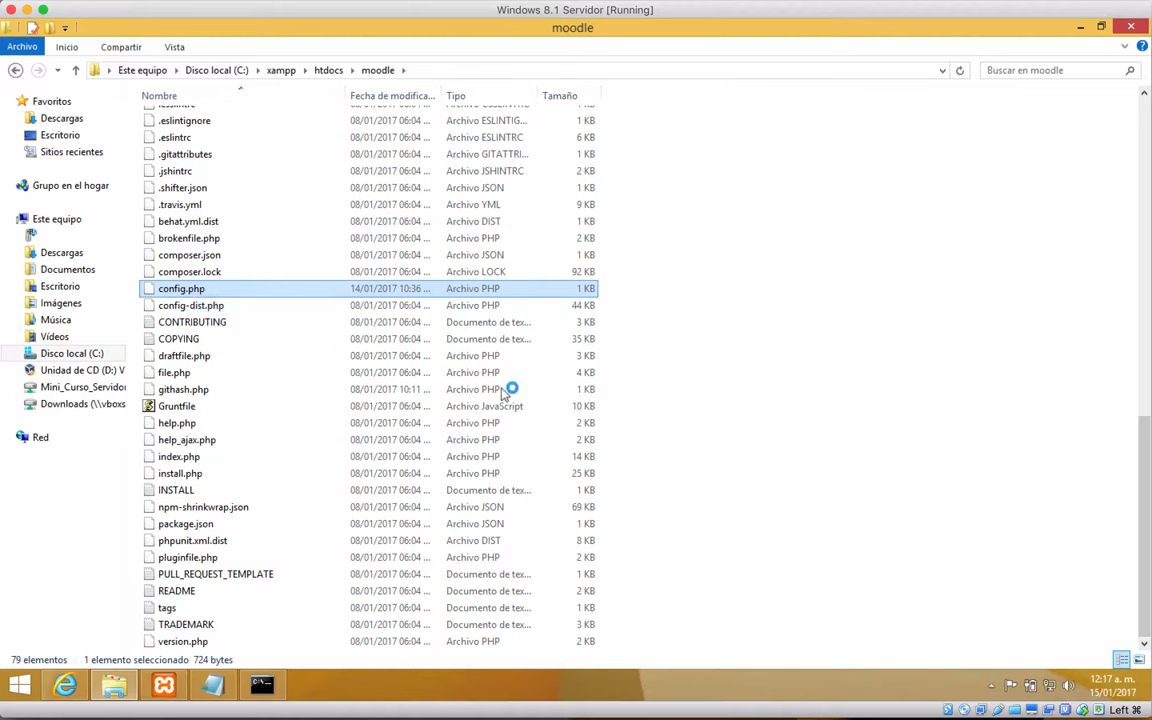 Windows 8.1 Servidor [Running]
moodle
Archivo Inicio Compartir Vista
Este equipo Disco local (C:) xampp htdocs moodle Buscar en moodle
Nombre Fecha de modifica... Tipo Tamaño
Favoritos
Descargas
Escritorio
Sitios recientes
Grupo en el hogar
Este equipo
Descargas
Documentos
Escritorio
Imágenes
Música
Vídeos
Disco local (C:)
Unidad de CD (D:) V
Mini_Curso_Servidor
Downloads (\\vboxs
Red
.eslintignore 08/01/2017 06:04 ... Archivo ESLINTIG... 1 KB
.eslintrc 08/01/2017 06:04 ... Archivo ESLINTRC 6 KB
.gitattributes 08/01/2017 06:04 ... Archivo GITATTRI... 1 KB
.jshintrc 08/01/2017 06:04 ... Archivo JSHINTRC 2 KB
.shifter.json 08/01/2017 06:04 ... Archivo JSON 1 KB
.travis.yml 08/01/2017 06:04 ... Archivo YML 9 KB
behat.yml.dist 08/01/2017 06:04 ... Archivo DIST 1 KB
brokenfile.php 08/01/2017 06:04 ... Archivo PHP 2 KB
composer.json 08/01/2017 06:04 ... Archivo JSON 1 KB
composer.lock 08/01/2017 06:04 ... Archivo LOCK 92 KB
config.php 14/01/2017 10:36 ... Archivo PHP 1 KB
config-dist.php 08/01/2017 06:04 ... Archivo PHP 44 KB
CONTRIBUTING 08/01/2017 06:04 ... Documento de tex... 3 KB
COPYING 08/01/2017 06:04 ... Documento de tex... 35 KB
draftfile.php 08/01/2017 06:04 ... Archivo PHP 3 KB
file.php 08/01/2017 06:04 ... Archivo PHP 4 KB
githash.php 08/01/2017 10:11 ... Archivo PHP 1 KB
Gruntfile 08/01/2017 06:04 ... Archivo JavaScript 10 KB
help.php 08/01/2017 06:04 ... Archivo PHP 2 KB
help_ajax.php 08/01/2017 06:04 ... Archivo PHP 2 KB
index.php 08/01/2017 06:04 ... Archivo PHP 14 KB
install.php 08/01/2017 06:04 ... Archivo PHP 25 KB
INSTALL 08/01/2017 06:04 ... Documento de tex... 1 KB
npm-shrinkwrap.json 08/01/2017 06:04 ... Archivo JSON 69 KB
package.json 08/01/2017 06:04 ... Archivo JSON 1 KB
phpunit.xml.dist 08/01/2017 06:04 ... Archivo DIST 8 KB
pluginfile.php 08/01/2017 06:04 ... Archivo PHP 2 KB
PULL_REQUEST_TEMPLATE 08/01/2017 06:04 ... Documento de tex... 1 KB
README 08/01/2017 06:04 ... Documento de tex... 2 KB
tags 08/01/2017 06:04 ... Documento de tex... 1 KB
TRADEMARK 08/01/2017 06:04 ... Documento de tex... 3 KB
version.php 08/01/2017 06:04 ... Archivo PHP 2 KB
79 elementos 1 elemento seleccionado 724 bytes
12:17 a. m.
15/01/2017
Left ⌘